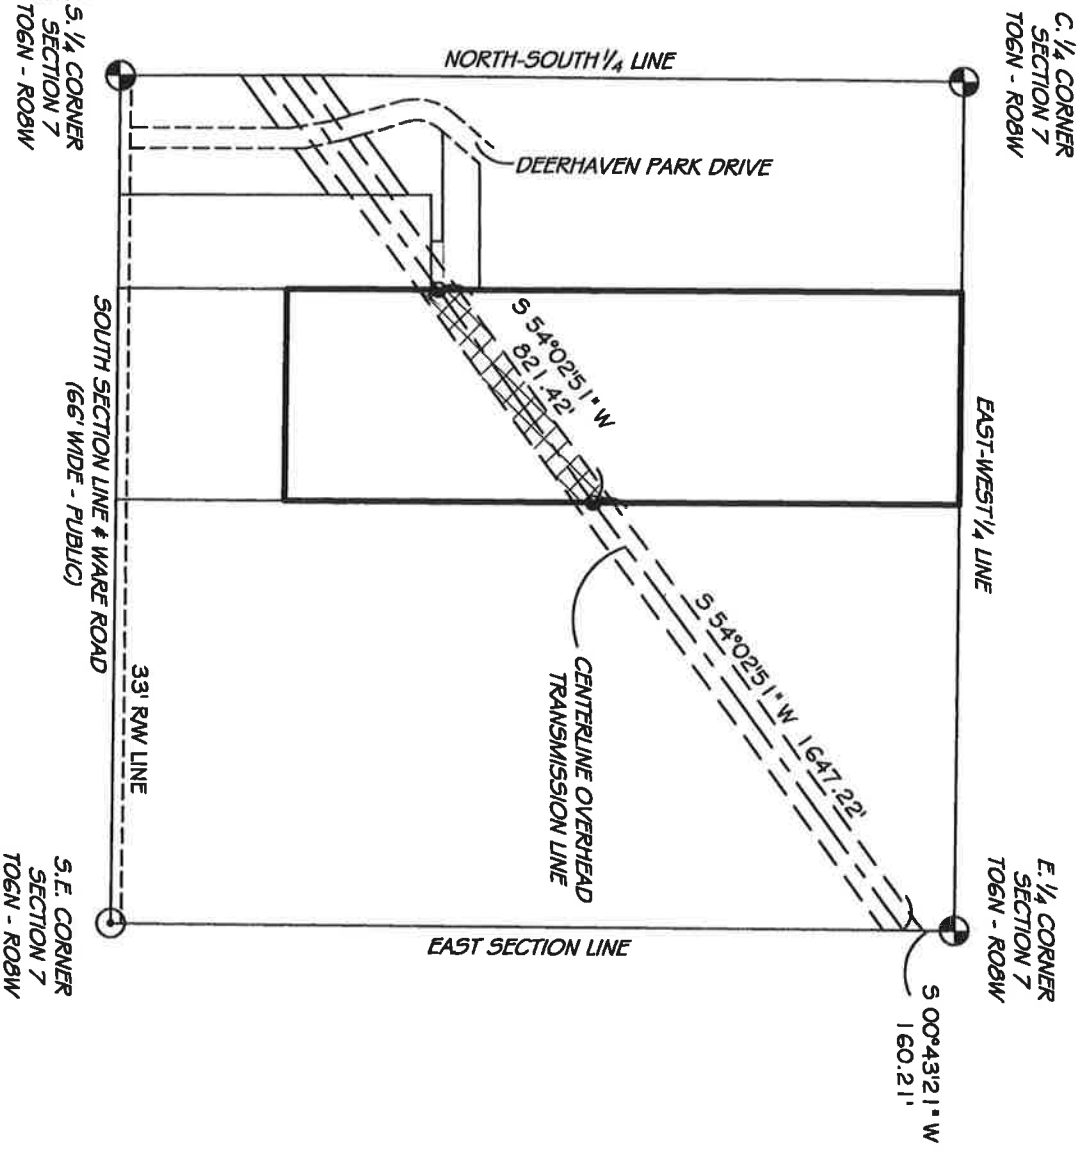 C. 1/4 CORNER
SECTION 7
T06N - R08W
EAST-WEST 1/4 LINE
E. 1/4 CORNER
SECTION 7
T06N - R08W
S 00°43'21" W
160.21'
NORTH-SOUTH 1/4 LINE
DEERHAVEN PARK DRIVE
S 54°02'51" W
821.42'
S 54°02'51" W 1647.22'
CENTERLINE OVERHEAD
TRANSMISSION LINE
EAST SECTION LINE
33' R/W LINE
SOUTH SECTION LINE & WARE ROAD
(66' WIDE - PUBLIC)
S. 1/4 CORNER
SECTION 7
T06N - R08W
S.E. CORNER
SECTION 7
T06N - R08W